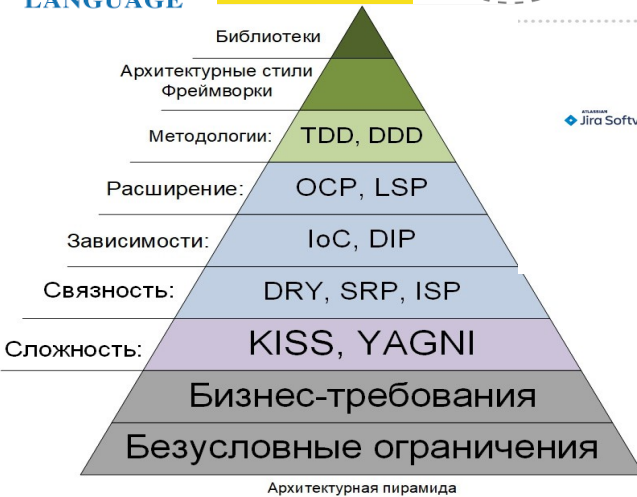 LANGUAGE
Библиотеки
Архитектурные стили
Фреймворки
ATLASSIAN
Jira Softw
Методологии: TDD, DDD
Расширение: OCP, LSP
Зависимости: IoC, DIP
Связность: DRY, SRP, ISP
Сложность: KISS, YAGNI
Бизнес-требования
Безусловные ограничения
Архитектурная пирамида